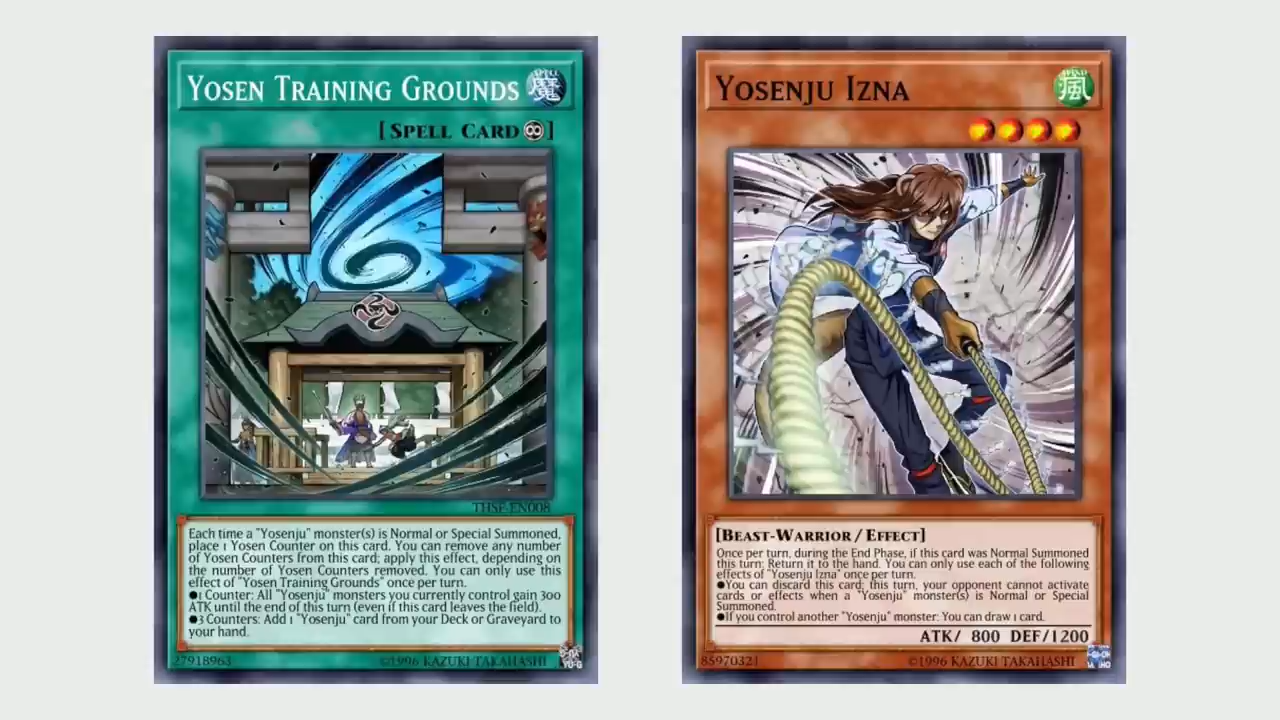 YOSEN TRAINING GROUNDS
SPELL
魔
[SPELL CARD]
THSF-EN008
Each time a "Yosenju" monster(s) is Normal or Special Summoned,
place 1 Yosen Counter on this card. You can remove any number
of Yosen Counters from this card; apply this effect, depending on
the number of Yosen Counters removed. You can only use this
effect of "Yosen Training Grounds" once per turn.
●1 Counter: All "Yosenju" monsters you currently control gain 300
ATK until the end of this turn (even if this card leaves the field).
●3 Counters: Add 1 "Yosenju" card from your Deck or Graveyard to
your hand.
27918963
©1996 KAZUKI TAKAHASHI
YOSENJU IZNA
WIND
風
[BEAST-WARRIOR / EFFECT]
Once per turn, during the End Phase, if this card was Normal Summoned
this turn: Return it to the hand. You can only use each of the following
effects of "Yosenju Izna" once per turn.
●You can discard this card; this turn, your opponent cannot activate
cards or effects when a "Yosenju" monster(s) is Normal or Special
Summoned.
●If you control another "Yosenju" monster: You can draw 1 card.
ATK/ 800 DEF/1200
85970321
©1996 KAZUKI TAKAHASHI